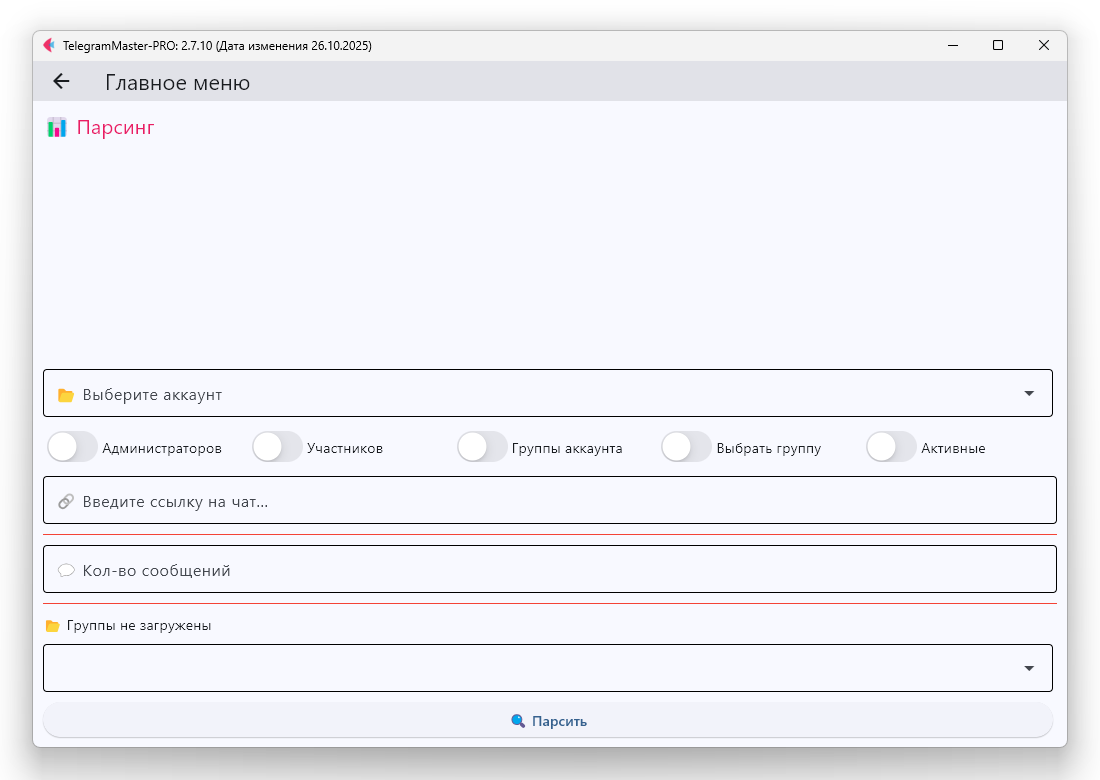 TelegramMaster-PRO: 2.7.10 (Дата изменения 26.10.2025)
Главное меню
Парсинг
Выберите аккаунт
Администраторов Участников Группы аккаунта Выбрать группу Активные
Введите ссылку на чат...
Кол-во сообщений
Группы не загружены
Парсить